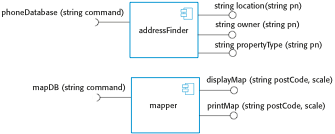 phoneDatabase (string command)
addressFinder
string location(string pn)
string owner (string pn)
string propertyType (string pn)
mapDB (string command)
mapper
displayMap (string postCode, scale)
printMap (string postCode, scale)